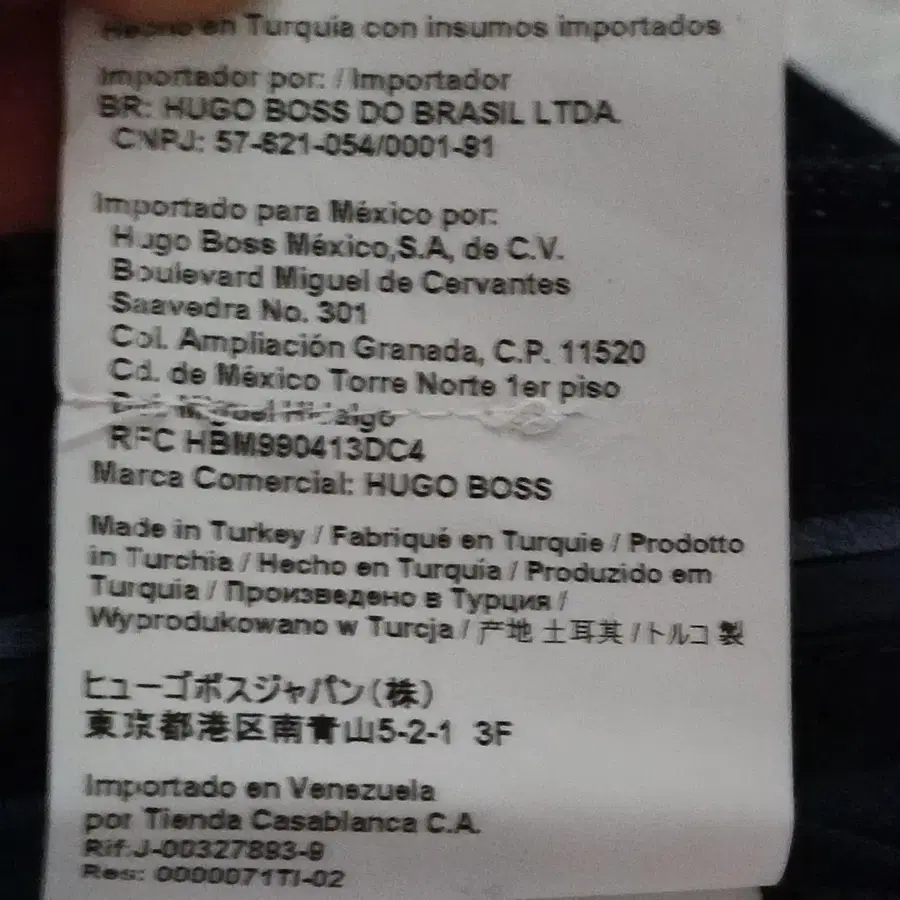 Hecho en Turquía con insumos importados
Importador por: / Importador
BR: HUGO BOSS DO BRASIL LTDA.
CNPJ: 57-621-054/0001-91
Importado para México por:
Hugo Boss México,S.A, de C.V.
Boulevard Miguel de Cervantes
Saavedra No. 301
Col. Ampliación Granada, C.P. 11520
Cd. de México Torre Norte 1er piso
Miguel Hidalgo
RFC HBM990413DC4
Marca Comercial: HUGO BOSS
Made in Turkey / Fabriqué en Turquie / Prodotto
in Turchia / Hecho en Turquía / Produzido em
Turquia / Произведено в Турция /
Wyprodukowano w Turcja / 产地 土耳其 / トルコ 製
ヒューゴボスジャパン(株)
東京都港区南青山5-2-1 3F
Importado en Venezuela
por Tienda Casablanca C.A.
Rif:J-00327893-9
Res: 0000071TI-02